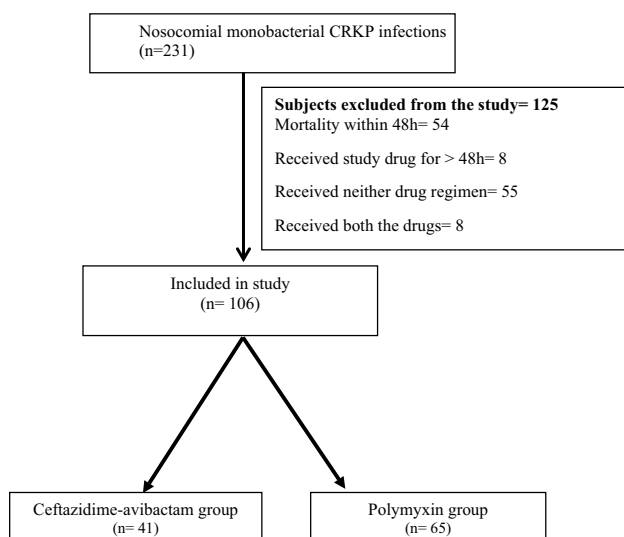 Nosocomial monobacterial CRKP infections
(n=231)
Subjects excluded from the study= 125
Mortality within 48h= 54
Received study drug for > 48h= 8
Received neither drug regimen= 55
Received both the drugs= 8
Included in study
(n= 106)
Ceftazidime-avibactam group
(n= 41)
Polymyxin group
(n= 65)